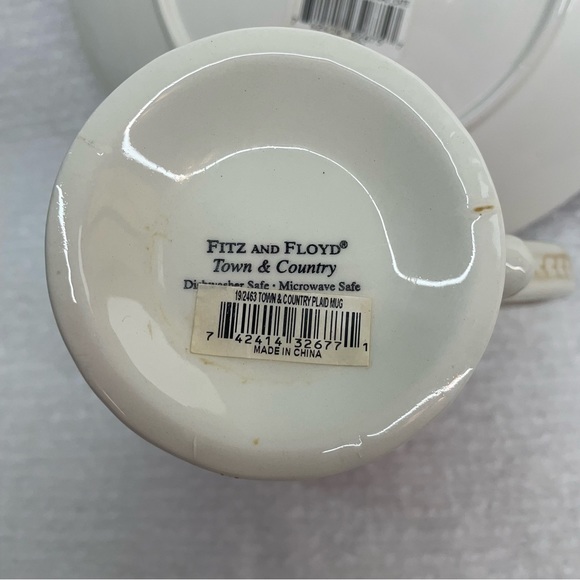 FITZ AND FLOYD®
Town & Country
Dishwasher Safe · Microwave Safe
19/2463 TOWN & COUNTRY PLAID MUG
7 42414 32677 1
MADE IN CHINA